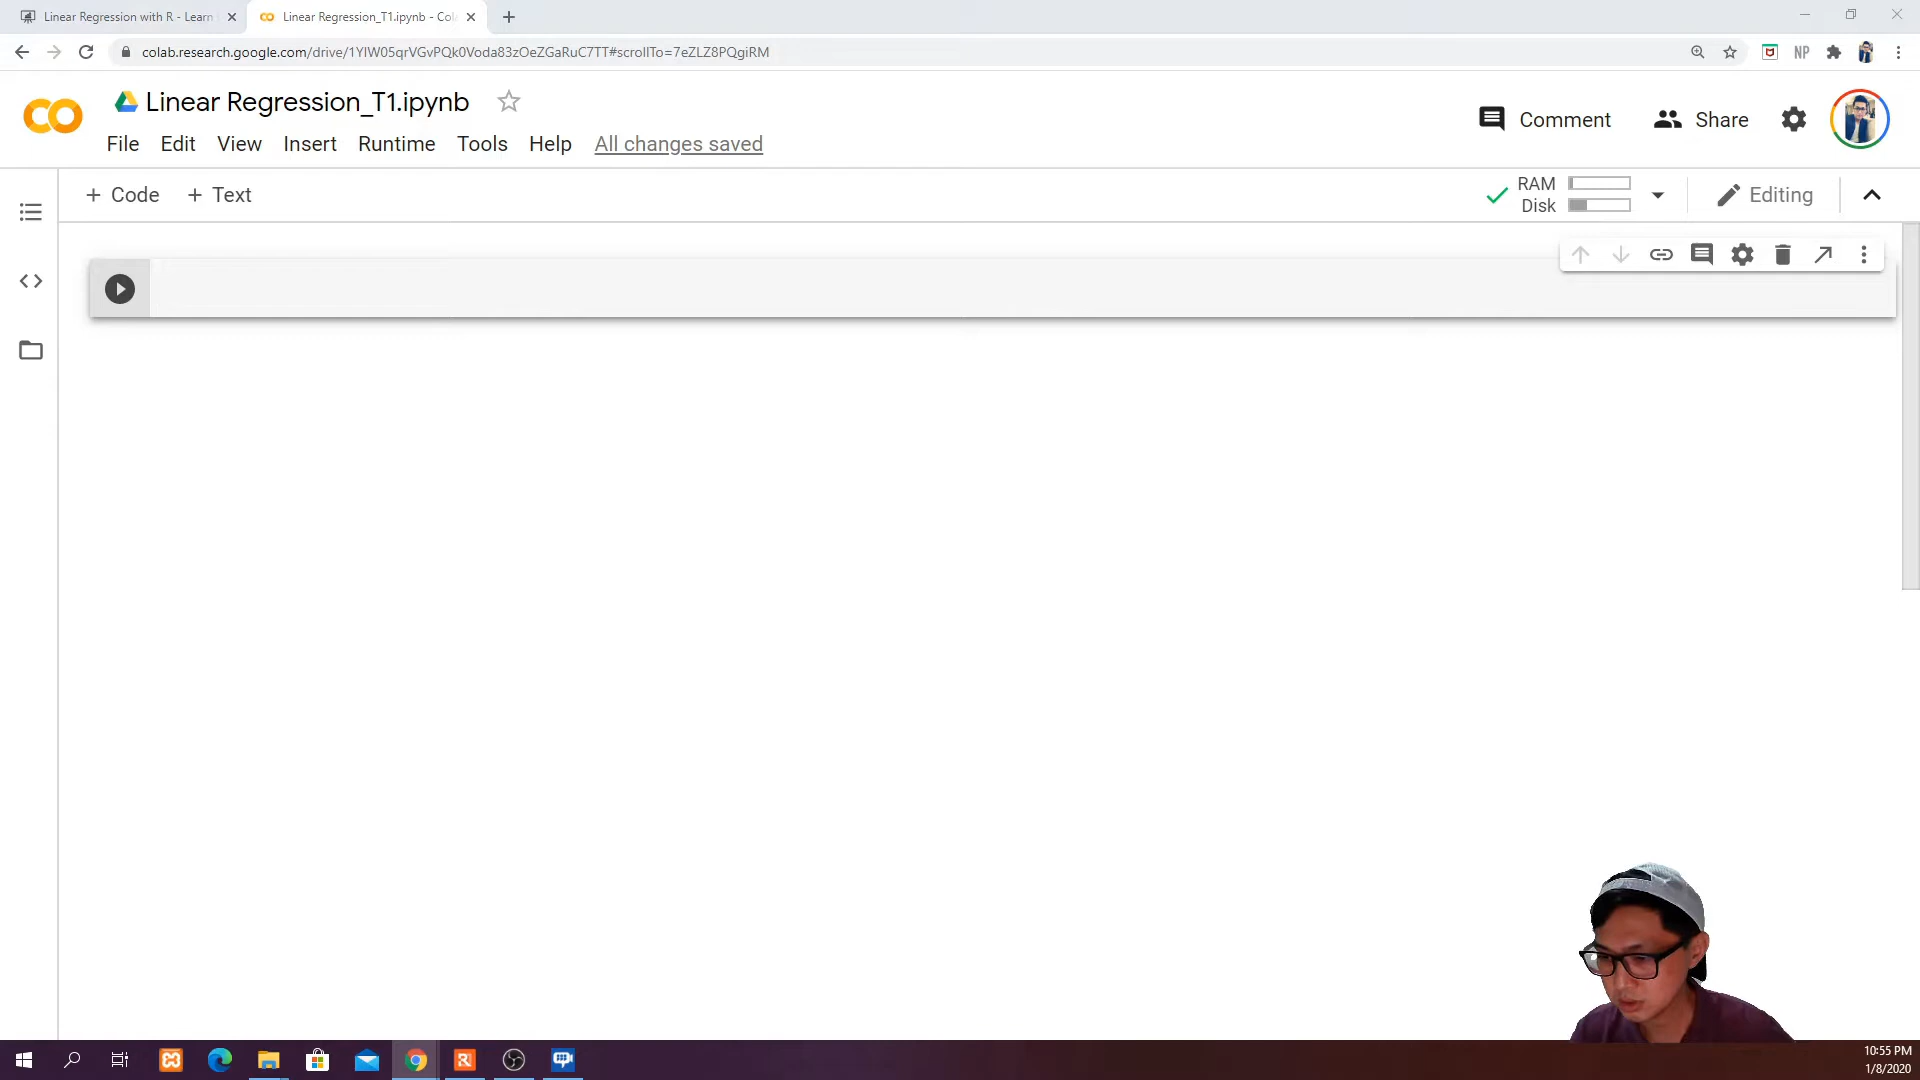 Linear Regression with R - Learn
Linear Regression_T1.ipynb - Col
colab.research.google.com/drive/1YlW05qrVGvPQk0Voda83zOeZGaRuC7TT#scrollTo=7eZLZ8PQgiRM
NP
CO
Linear Regression_T1.ipynb
Comment
Share
File
Edit
View
Insert
Runtime
Tools
Help
All changes saved
+ Code
+ Text
RAM
Disk
Editing
10:55 PM
1/8/2020